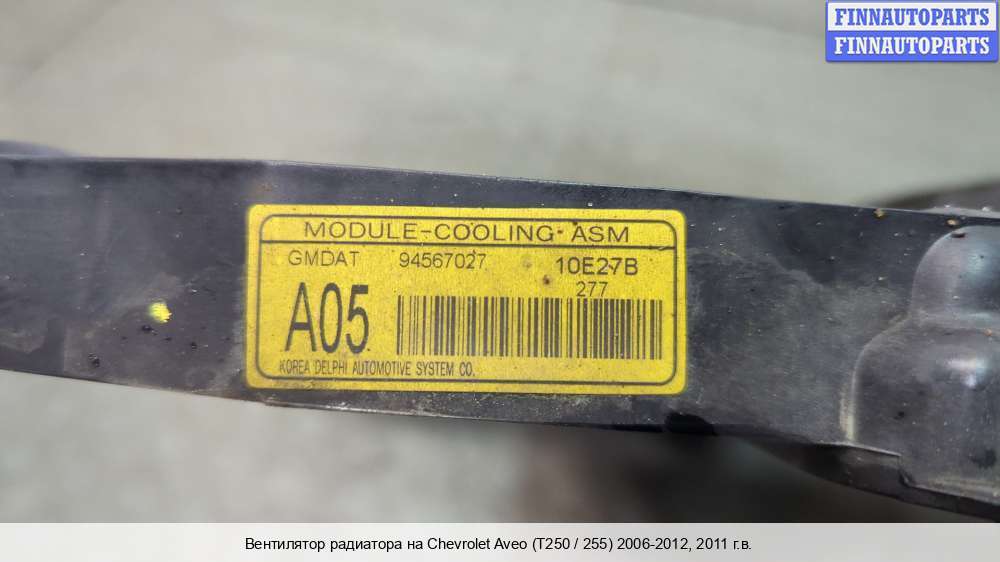 FINNAUTOPARTS
FINNAUTOPARTS
MODULE-COOLING ASM
GMDAT 94567027 10E27B
277
A05
KOREA DELPHI AUTOMOTIVE SYSTEM CO.
Вентилятор радиатора на Chevrolet Aveo (T250 / 255) 2006-2012, 2011 г.в.